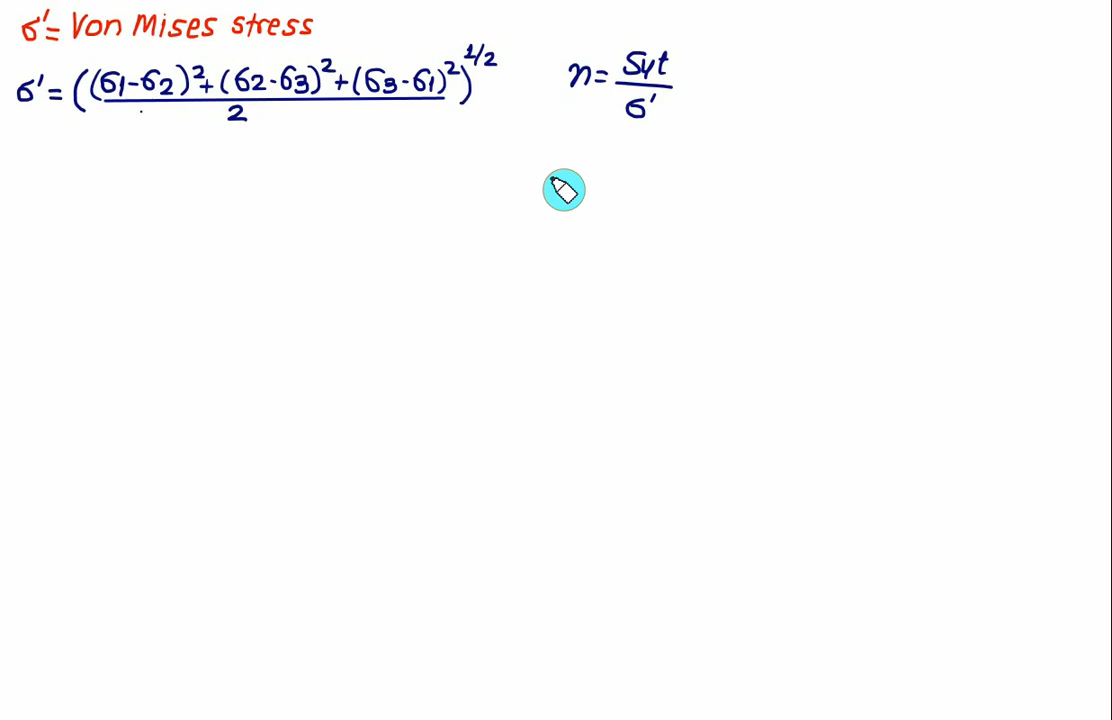 σ' = Von Mises stress
σ' = ((σ1-σ2)²+(σ2-σ3)²+(σ3-σ1)²/2)^1/2
n = Syt/σ'